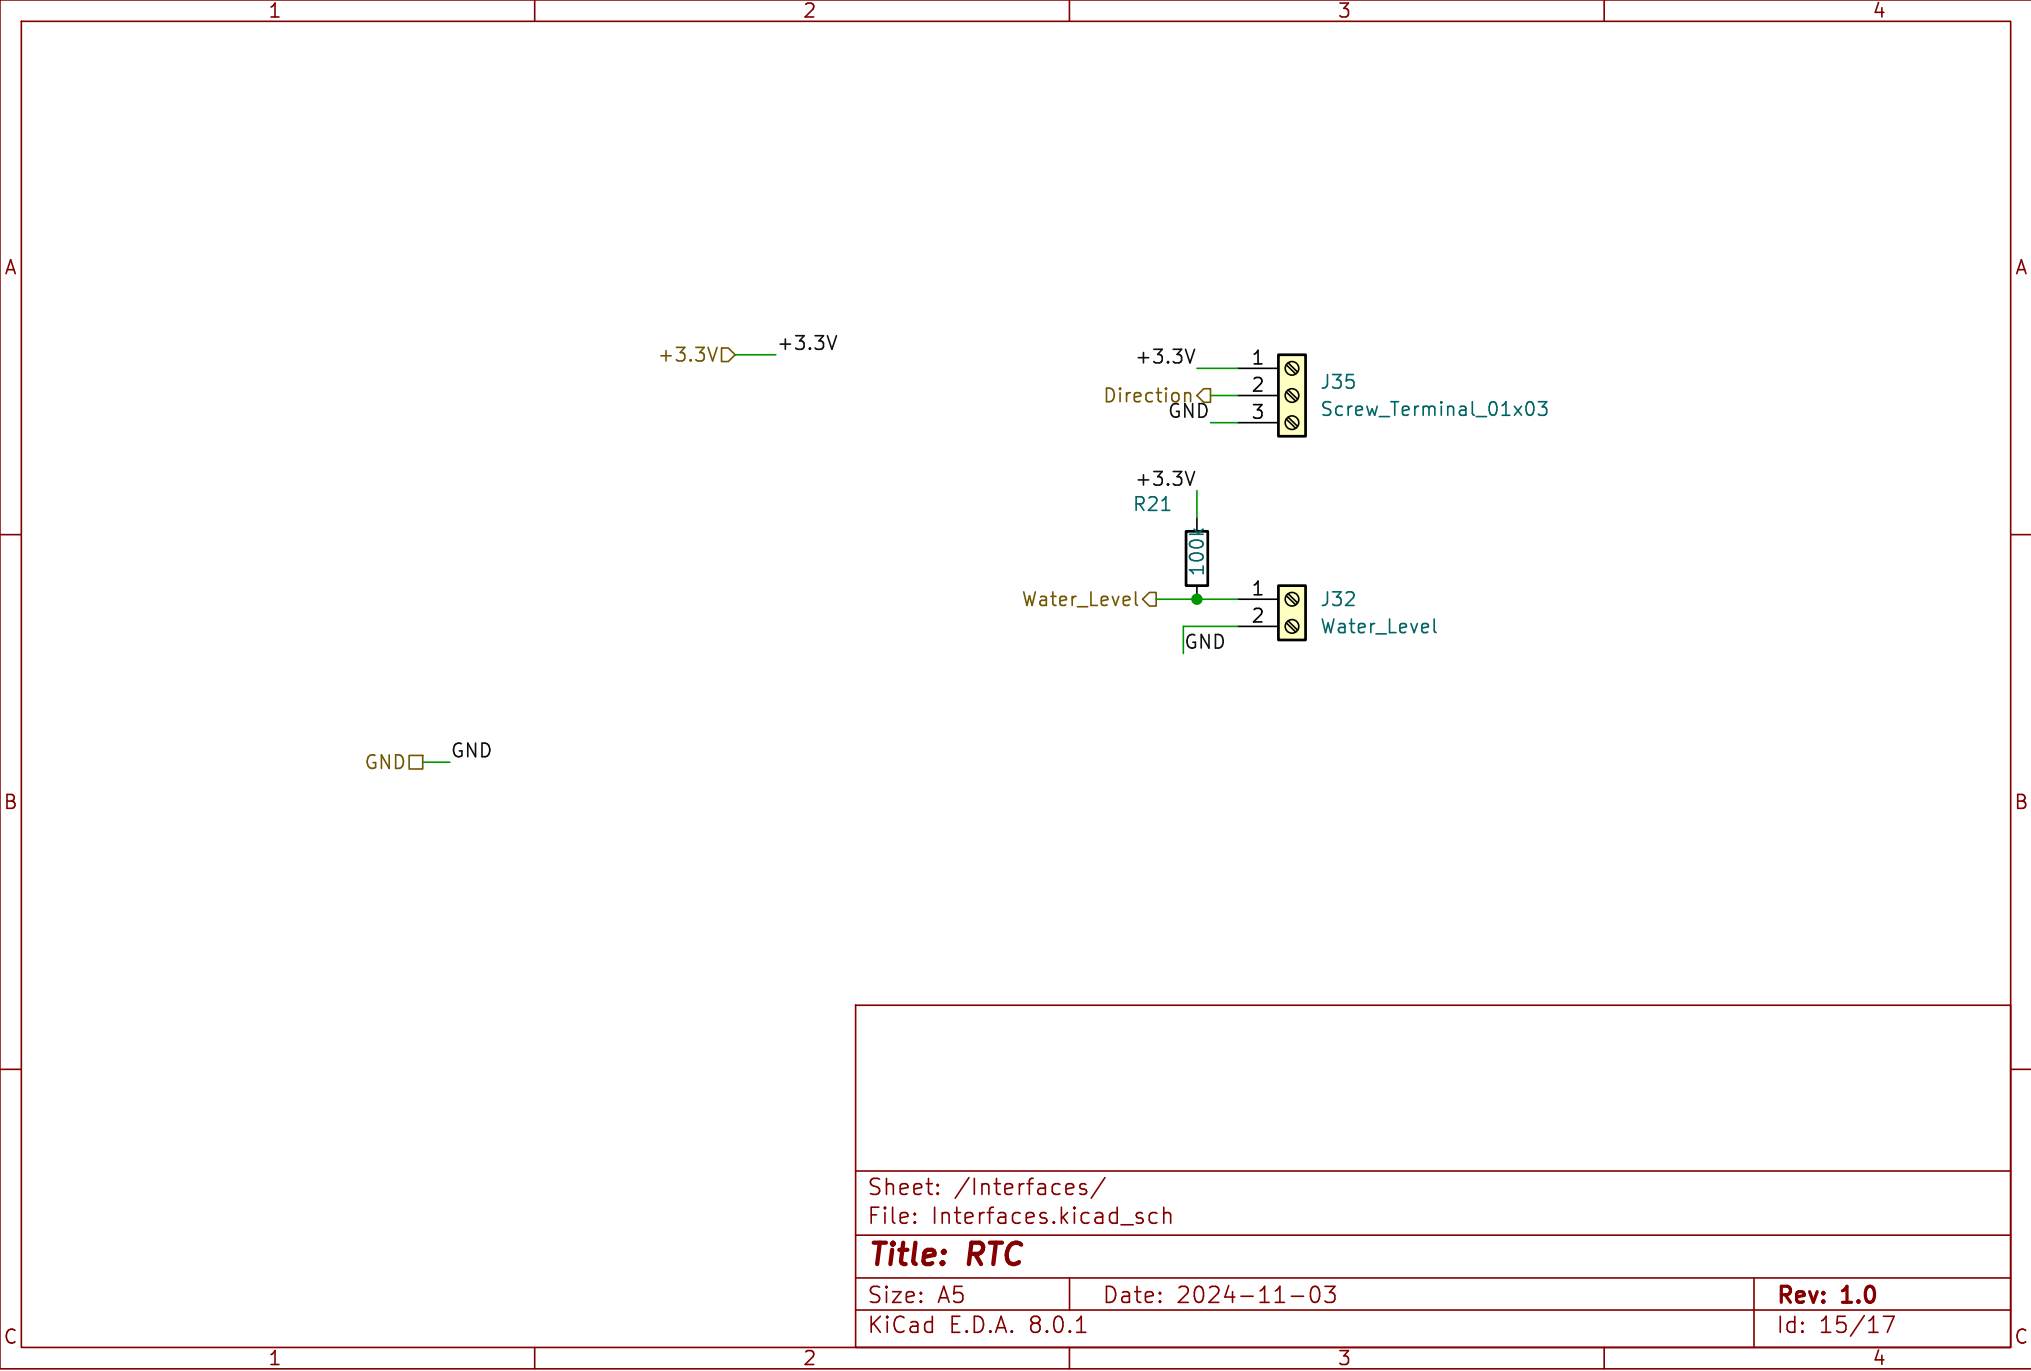 1 2 3 4
A A
+3.3V +3.3V
+3.3V 1
Direction 2
GND 3
J35
Screw_Terminal_01x03
+3.3V
R21
100k
Water_Level 1
2
GND
J32
Water_Level
GND GND
B B
Sheet: /Interfaces/
File: Interfaces.kicad_sch
Title: RTC
Size: A5 Date: 2024-11-03 Rev: 1.0
KiCad E.D.A. 8.0.1 Id: 15/17
C C
1 2 3 4